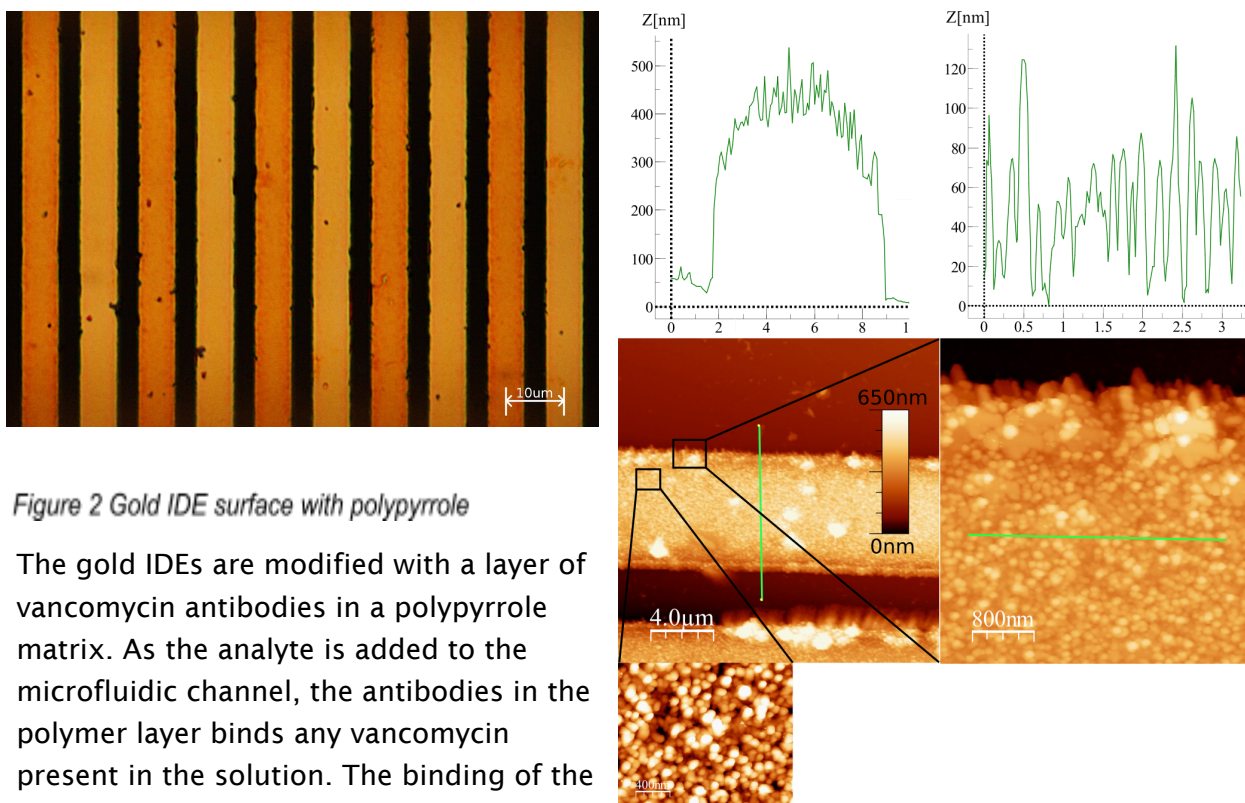 10um
Figure 2 Gold IDE surface with polypyrrole
The gold IDEs are modified with a layer of
vancomycin antibodies in a polypyrrole
matrix. As the analyte is added to the
microfluidic channel, the antibodies in the
polymer layer binds any vancomycin
present in the solution. The binding of the
Z[nm]
500
400
300
200
100
0
0 2 4 6 8 1
Z[nm]
120
100
80
60
40
20
0
0 0.5 1 1.5 2 2.5 3
650nm
0nm
4.0µm
800nm
400nm